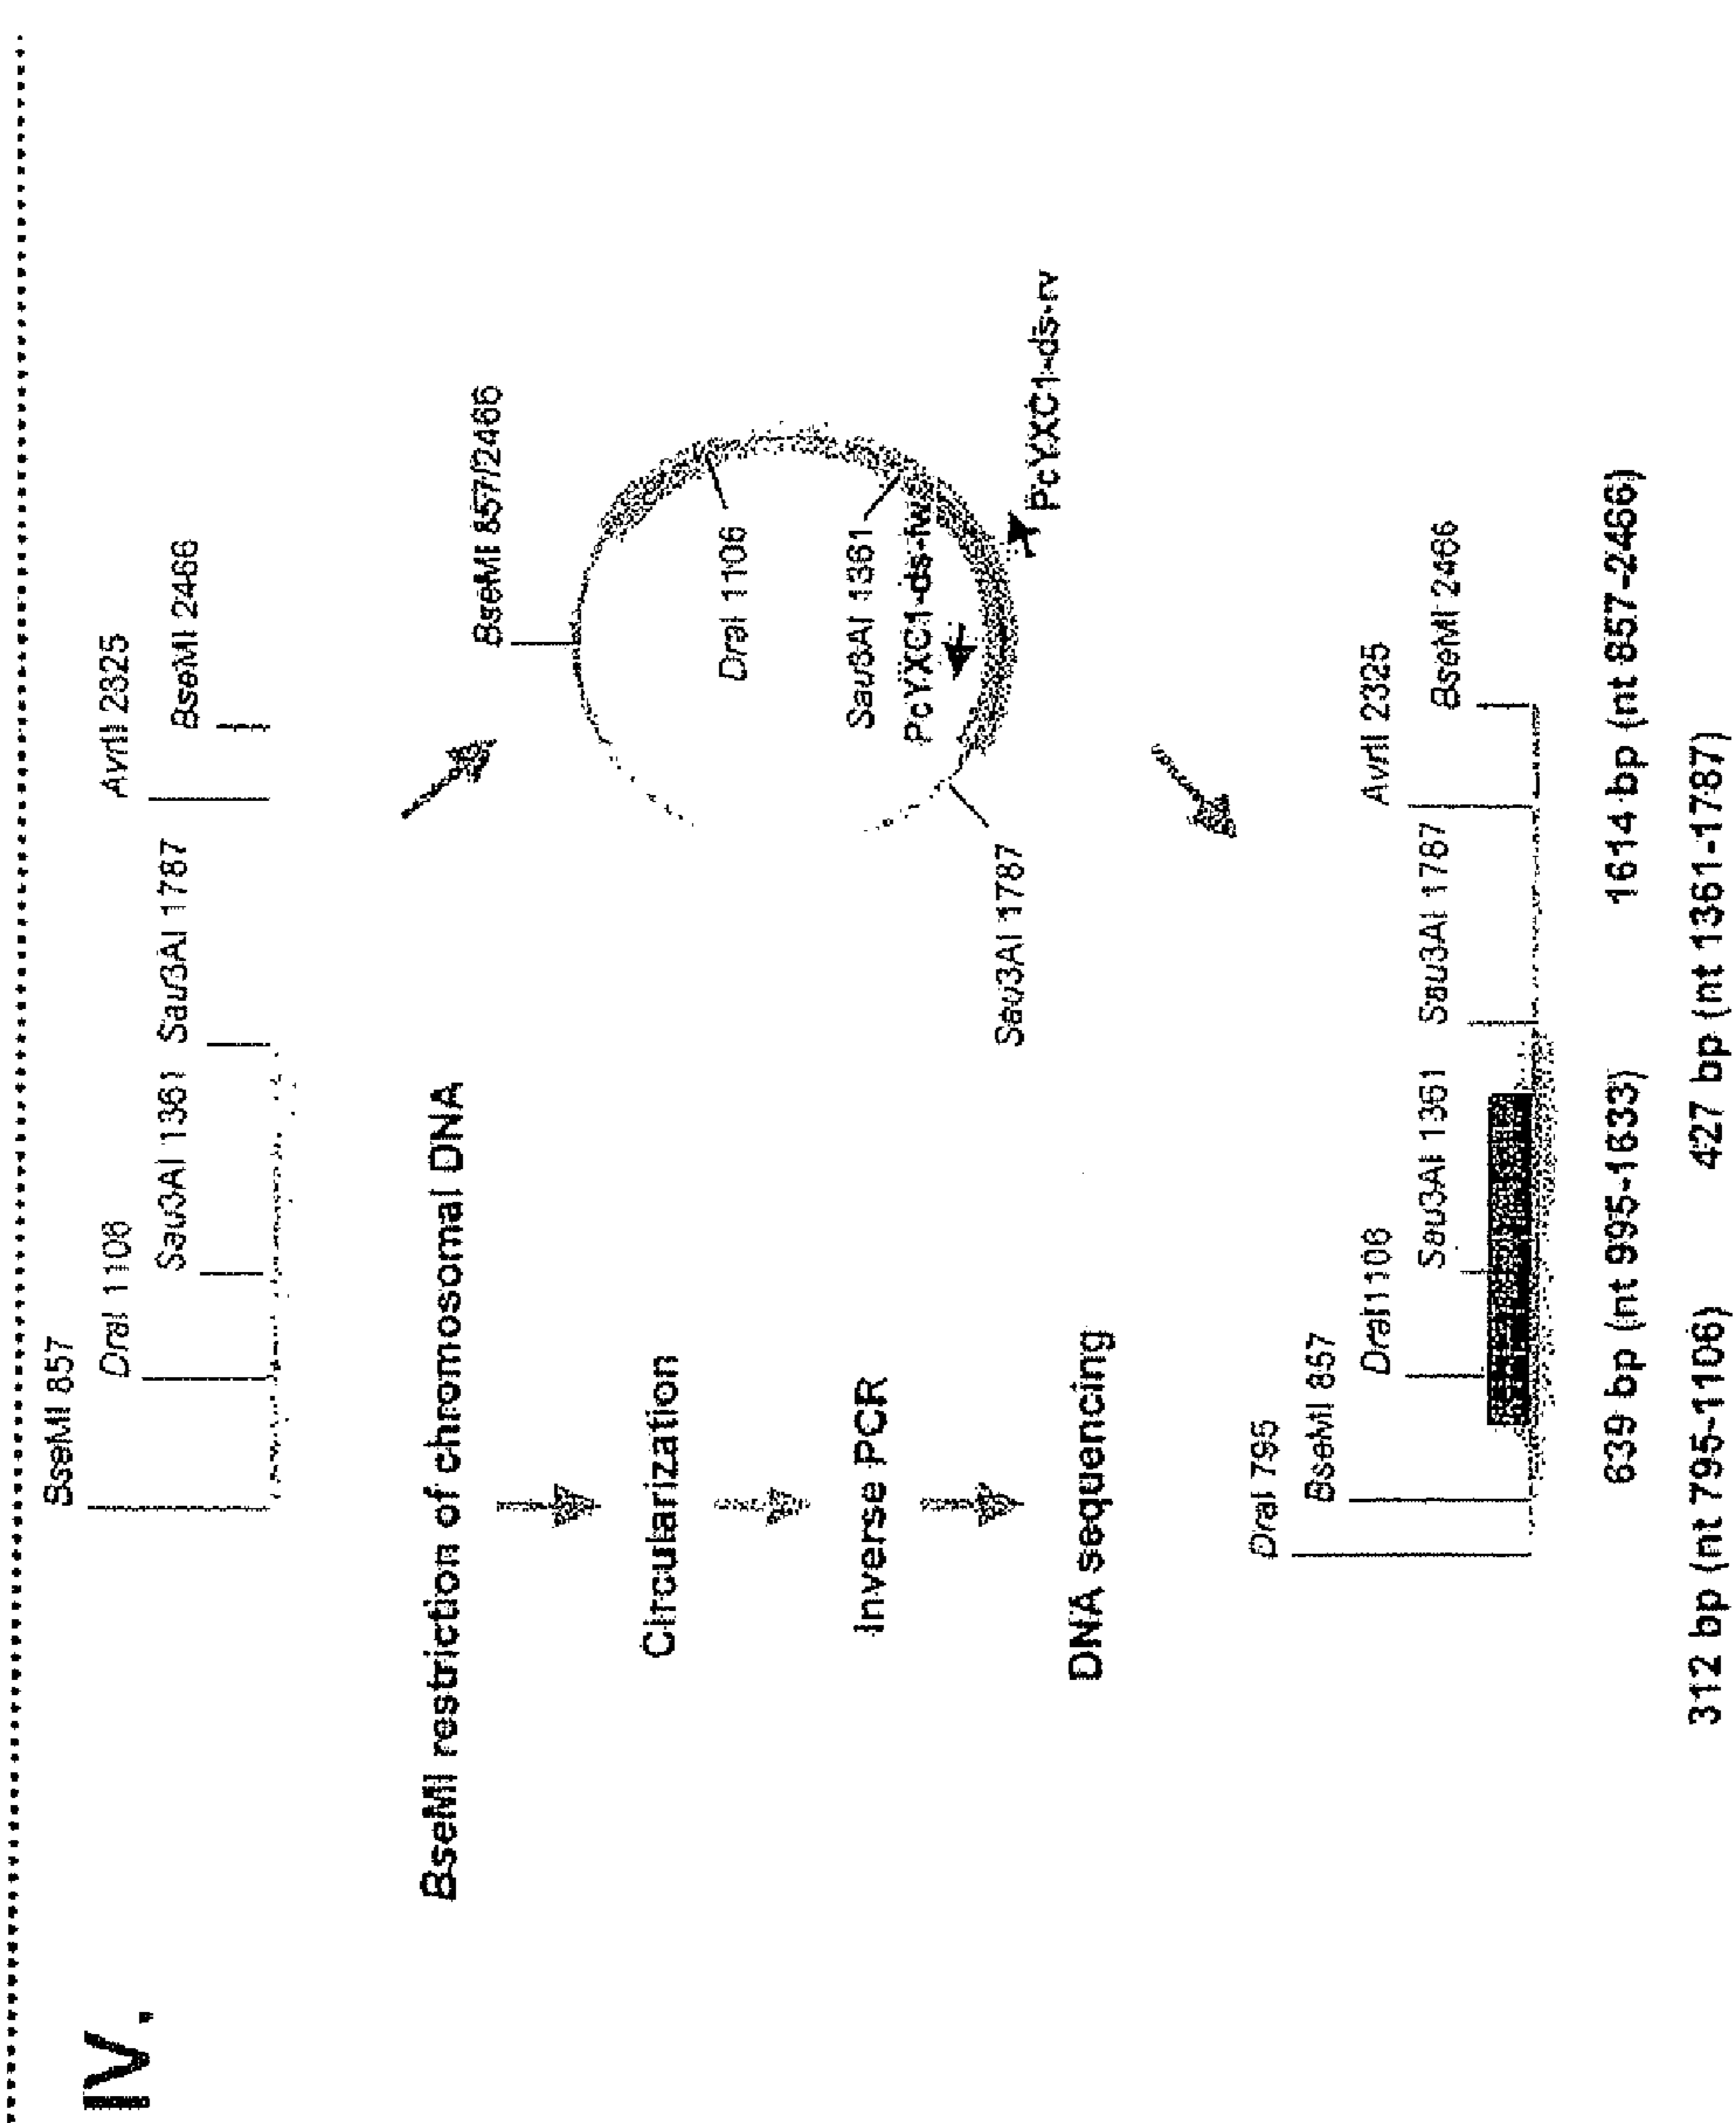 IV.
BseMI 857
DraI 1106
Sau3AI 1361 Sau3AI 1787
AvrII 2325
BseMI 2466
BseMI restriction of chromosomal DNA
Circularization
Inverse PCR
DNA sequencing
BseMI 857/2466
DraI 1106
Sau3AI 1361
PcYXC1-ds-fw
PcYXC1-ds-rv
Sau3AI 1787
DraI 795
BseMI 857
DraI 1106
Sau3AI 1361 Sau3AI 1787
AvrII 2325
BseMI 2466
639 bp (nt 995-1633) 1614 bp (nt 857-2466)
312 bp (nt 795-1106) 427 bp (nt 1361-1787)